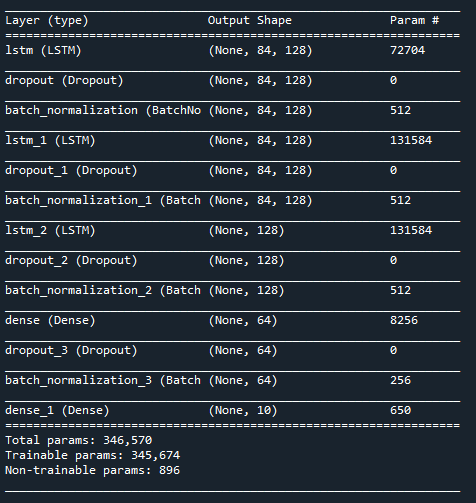 Layer (type) Output Shape Param #
=================================================================
lstm (LSTM) (None, 84, 128) 72704
dropout (Dropout) (None, 84, 128) 0
batch_normalization (BatchNo (None, 84, 128) 512
lstm_1 (LSTM) (None, 84, 128) 131584
dropout_1 (Dropout) (None, 84, 128) 0
batch_normalization_1 (Batch (None, 84, 128) 512
lstm_2 (LSTM) (None, 128) 131584
dropout_2 (Dropout) (None, 128) 0
batch_normalization_2 (Batch (None, 128) 512
dense (Dense) (None, 64) 8256
dropout_3 (Dropout) (None, 64) 0
batch_normalization_3 (Batch (None, 64) 256
dense_1 (Dense) (None, 10) 650
=================================================================
Total params: 346,570
Trainable params: 345,674
Non-trainable params: 896